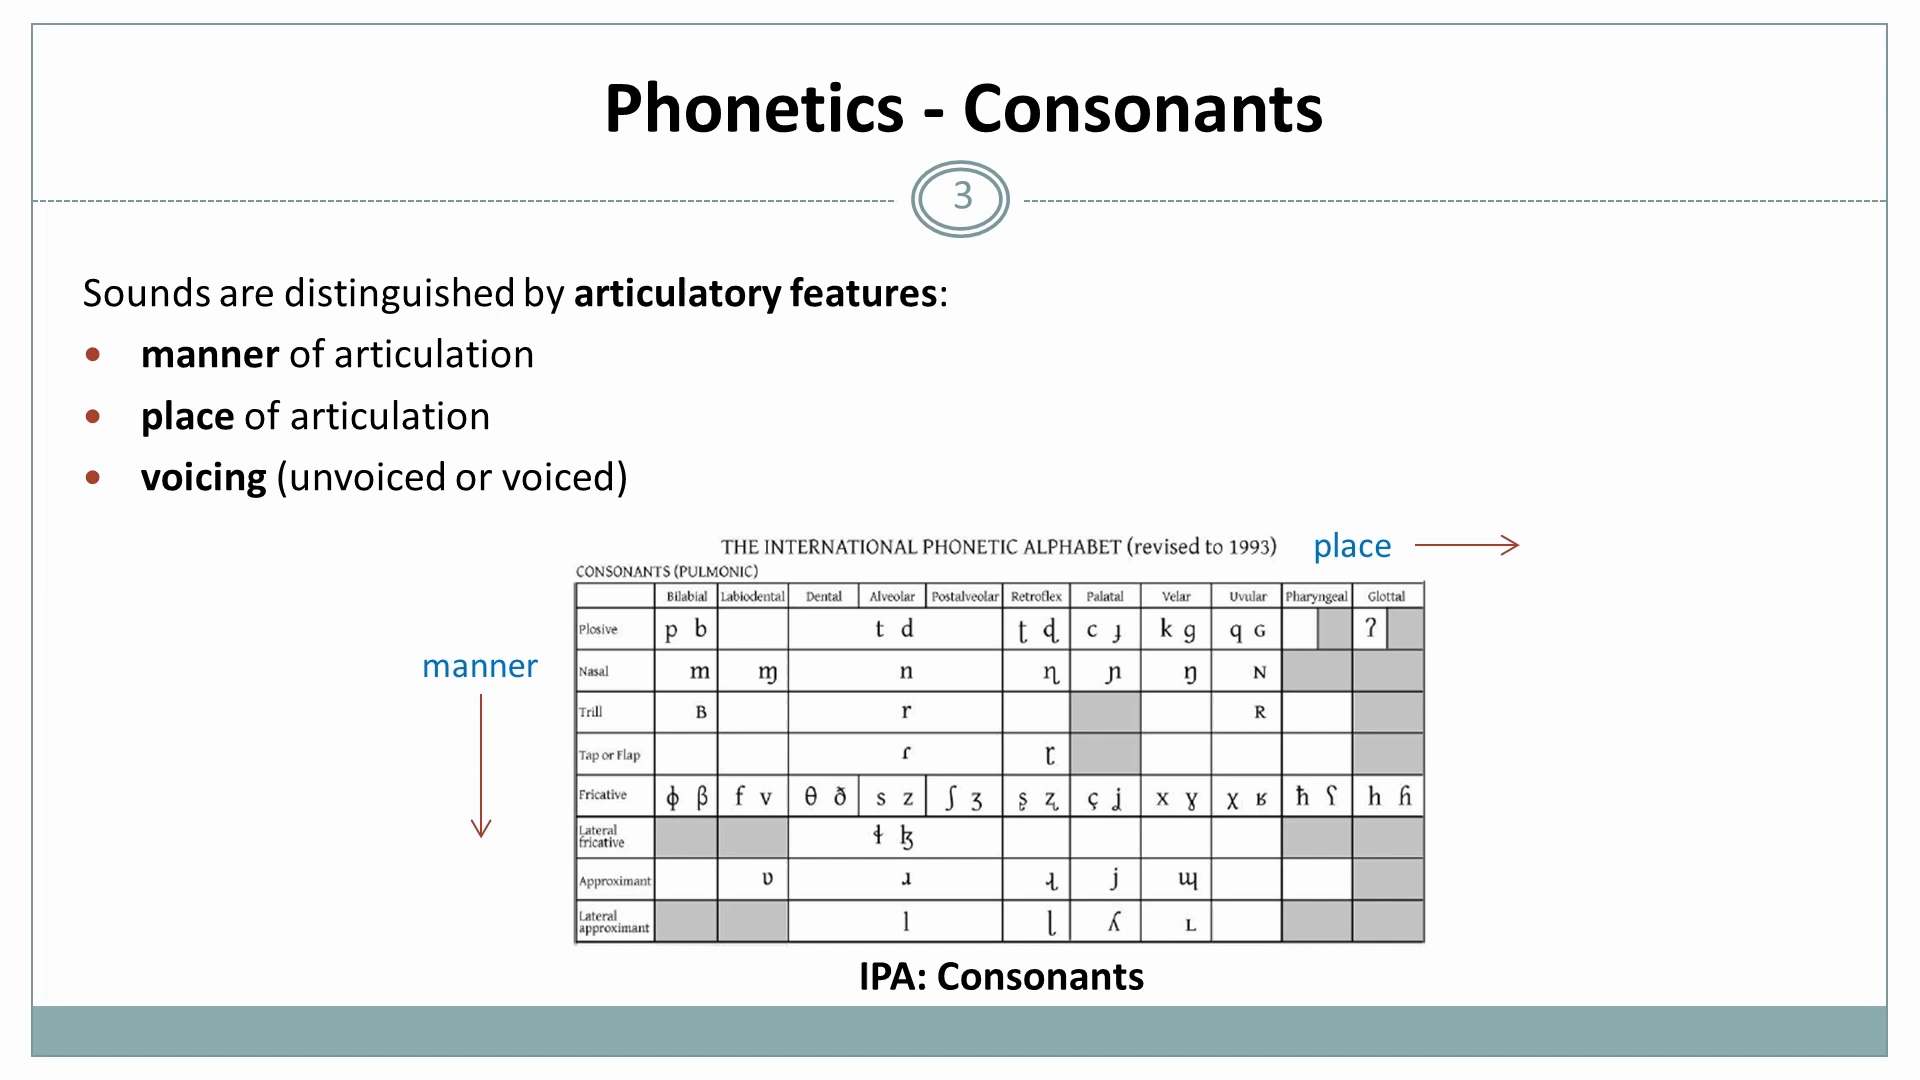 Phonetics - Consonants
3
Sounds are distinguished by articulatory features:
• manner of articulation
• place of articulation
• voicing (unvoiced or voiced)
THE INTERNATIONAL PHONETIC ALPHABET (revised to 1993)
place
CONSONANTS (PULMONIC)
Bilabial Labiodental Dental Alveolar Postalveolar Retroflex Palatal Velar Uvular Pharyngeal Glottal
Plosive p b t d ʈ ɖ c ɟ k ɡ q ɢ ʔ
manner
Nasal m ɱ n ɳ ɲ ŋ ɴ
Trill ʙ r ʀ
Tap or Flap ɾ ɽ
Fricative ɸ β f v θ ð s z ʃ ʒ ʂ ʐ ç ʝ x ɣ χ ʁ ħ ʕ h ɦ
Lateral
fricative ɬ ɮ
Approximant ʋ ɹ ɻ j ɰ
Lateral
approximant l ɭ ʎ ʟ
IPA: Consonants